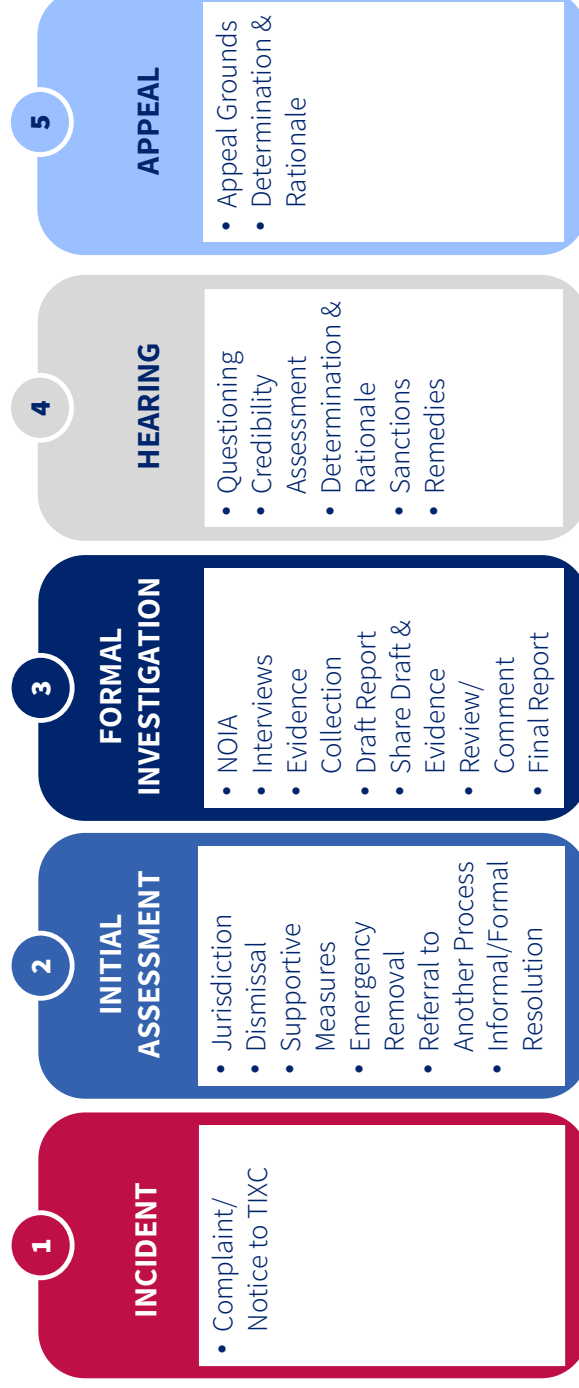 1
INCIDENT
• Complaint/
Notice to TIXC
2
INITIAL
ASSESSMENT
• Jurisdiction
• Dismissal
• Supportive
Measures
• Emergency
Removal
• Referral to
Another Process
• Informal/Formal
Resolution
3
FORMAL
INVESTIGATION
• NOIA
• Interviews
• Evidence
Collection
• Draft Report
• Share Draft &
Evidence
• Review/
Comment
• Final Report
4
HEARING
• Questioning
• Credibility
Assessment
• Determination &
Rationale
• Sanctions
• Remedies
5
APPEAL
• Appeal Grounds
• Determination &
Rationale